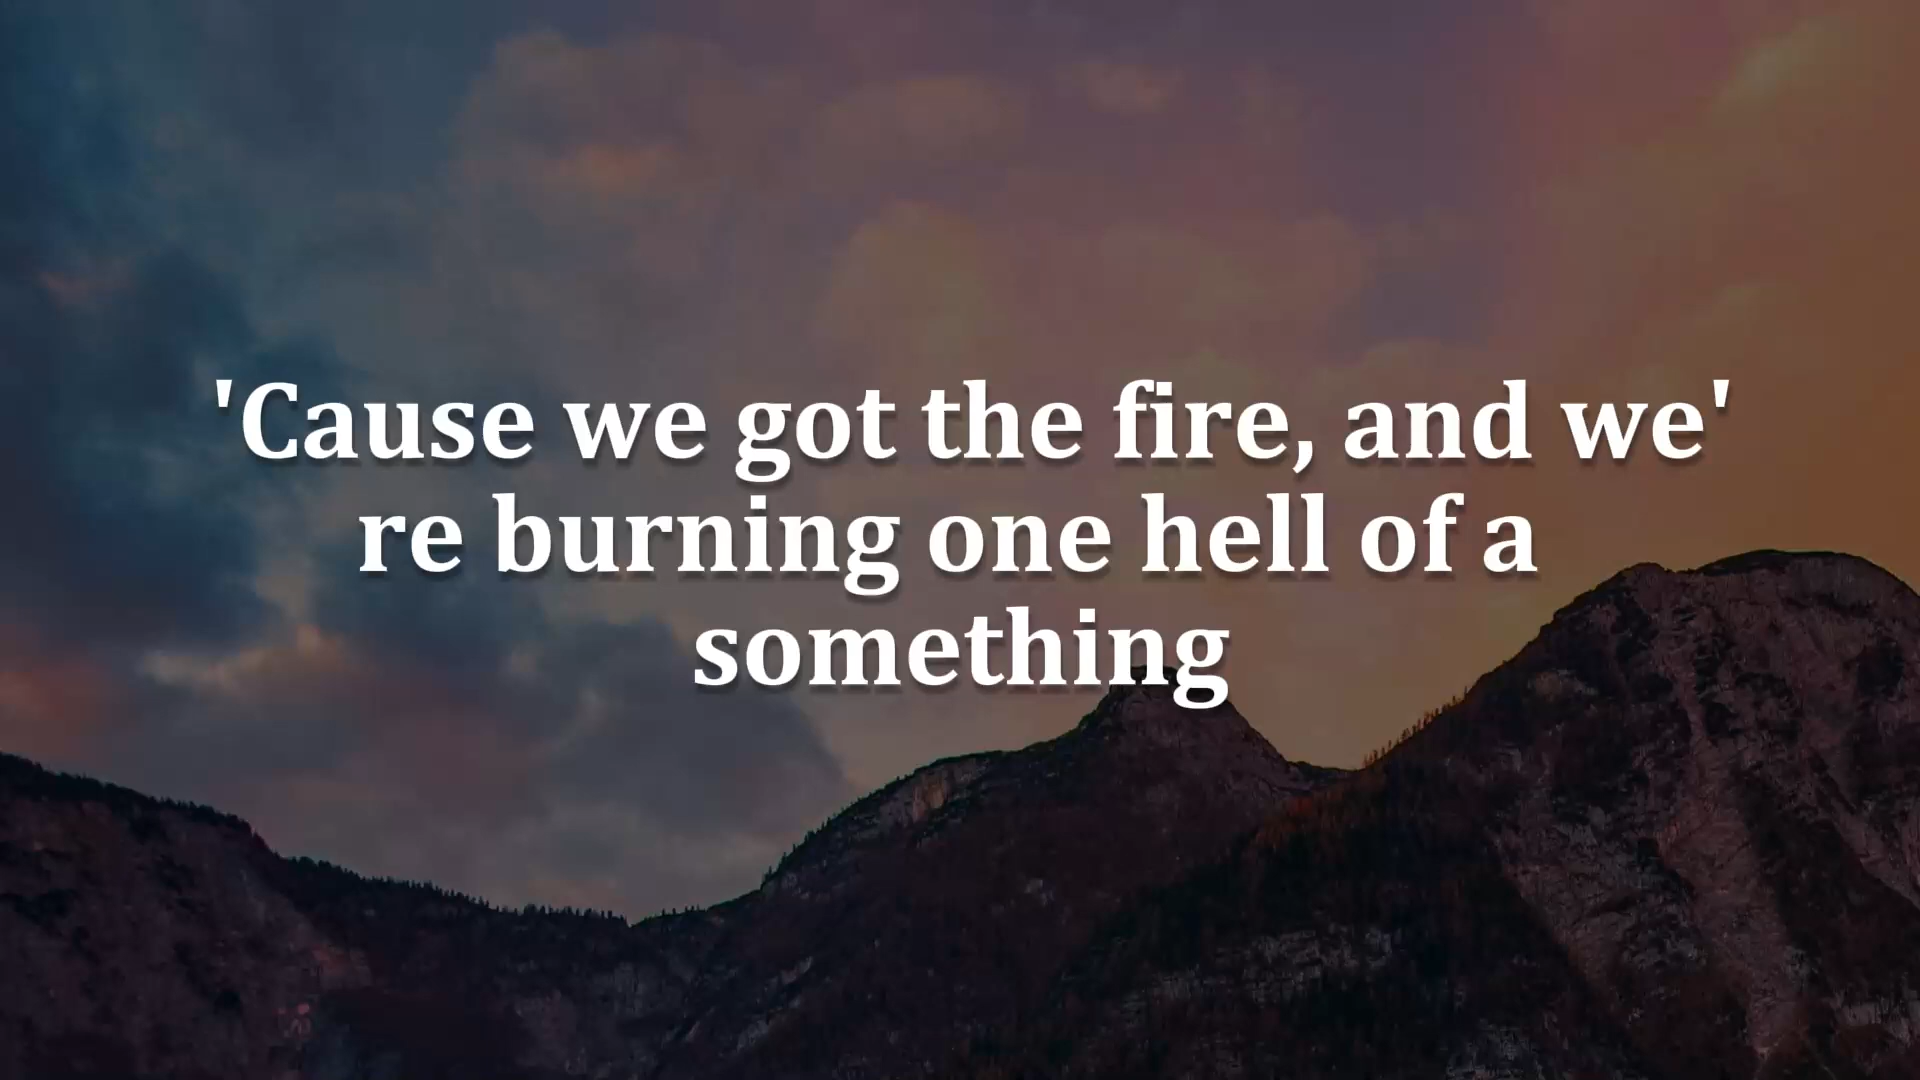 'Cause we got the fire, and we'
re burning one hell of a
something